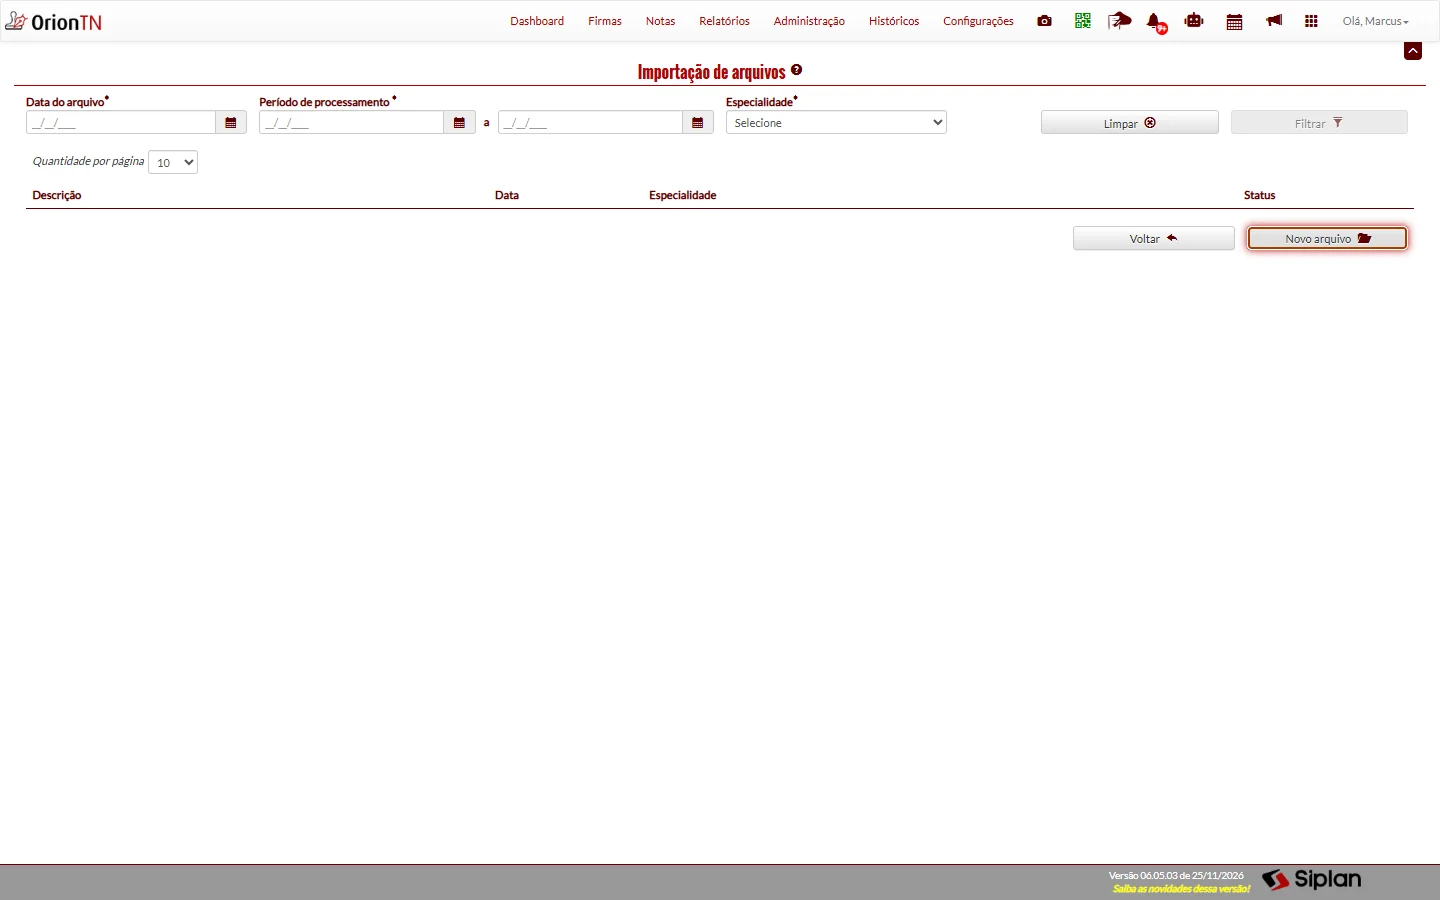 OrionTN
Dashboard Firmas Notas Relatórios Administração Históricos Configurações 9+ Olá, Marcus
Importação de arquivos ?
Data do arquivo* Período de processamento * Especialidade*
__/__/____ __/__/____ a __/__/____ Selecione Limpar Filtrar
Quantidade por página 10
Descrição Data Especialidade Status
Voltar Novo arquivo
Versão 06.05.03 de 25/11/2026
Saiba as novidades dessa versão!
Siplan